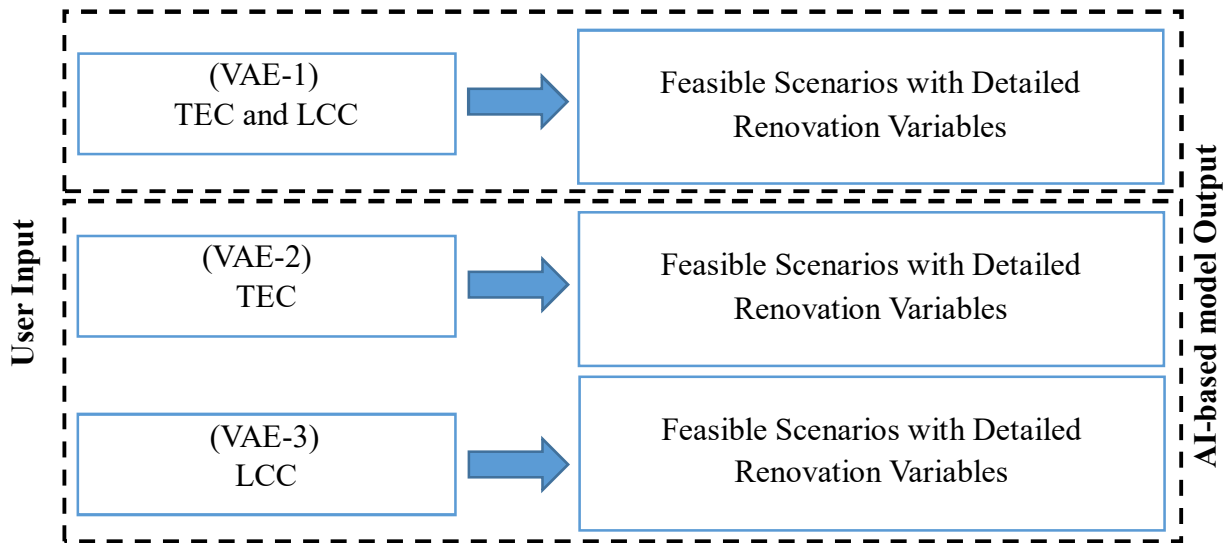 User Input
(VAE-1)
TEC and LCC
Feasible Scenarios with Detailed
Renovation Variables
(VAE-2)
TEC
Feasible Scenarios with Detailed
Renovation Variables
(VAE-3)
LCC
Feasible Scenarios with Detailed
Renovation Variables
AI-based model Output